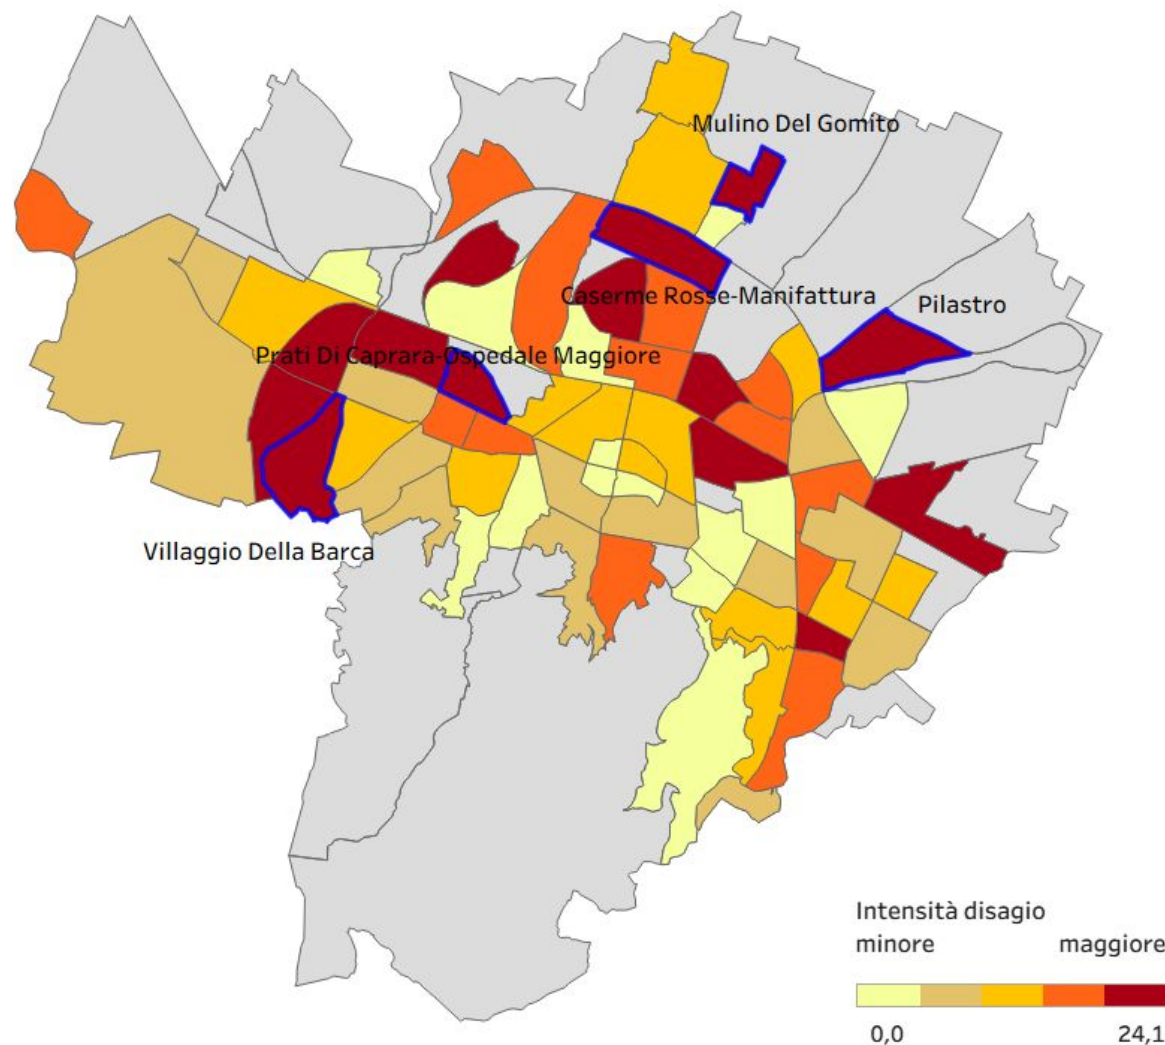 Mulino Del Gomito
Caserme Rosse-Manifattura
Pilastro
Prati Di Caprara-Ospedale Maggiore
Villaggio Della Barca
Intensità disagio
minore maggiore
0,0 24,1